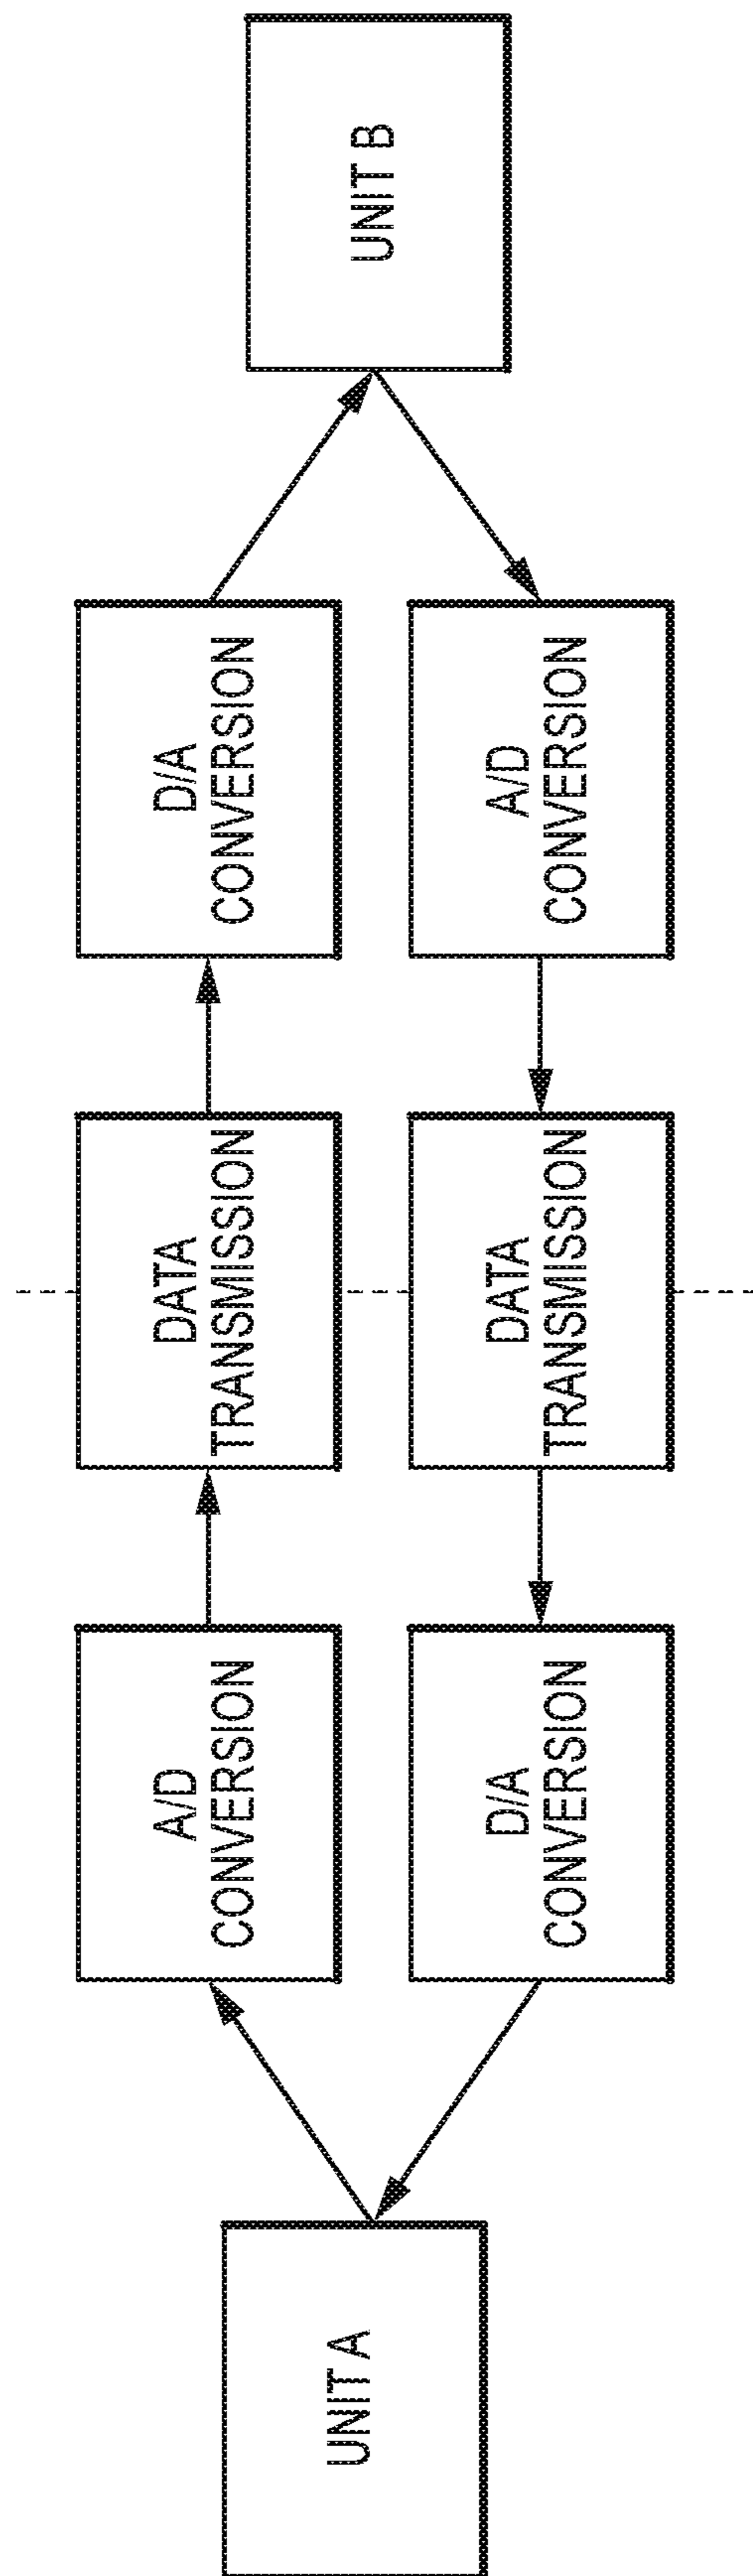 UNIT A
A/D
CONVERSION
DATA
TRANSMISSION
D/A
CONVERSION
UNIT B
D/A
CONVERSION
DATA
TRANSMISSION
A/D
CONVERSION